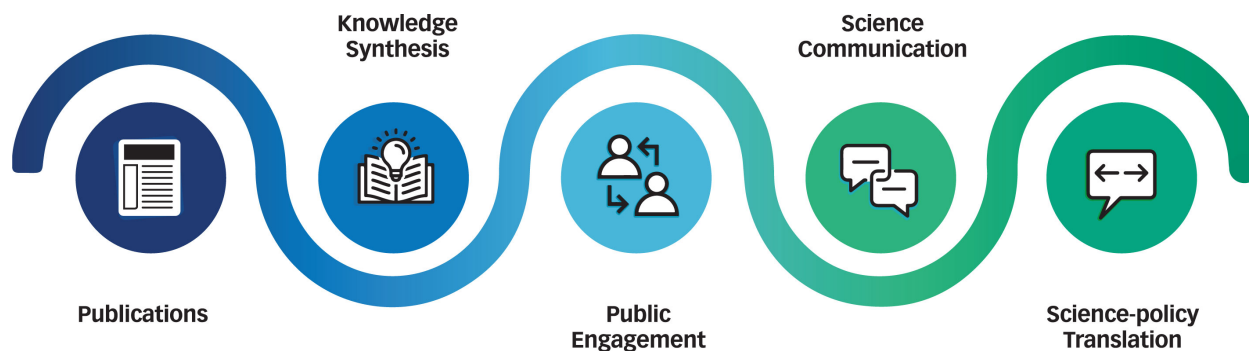 Publications
Knowledge
Synthesis
Public
Engagement
Science
Communication
Science-policy
Translation